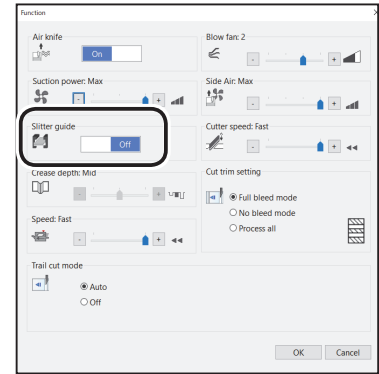 Function
Air knife
On
Blow fan: 2
- +
Suction power: Max
- +
Side Air: Max
- +
Slitter guide
Off
Cutter speed: Fast
- +
Crease depth: Mid
- +
Cut trim setting
Full bleed mode
No bleed mode
Process all
Speed: Fast
- +
Trail cut mode
Auto
Off
OK Cancel